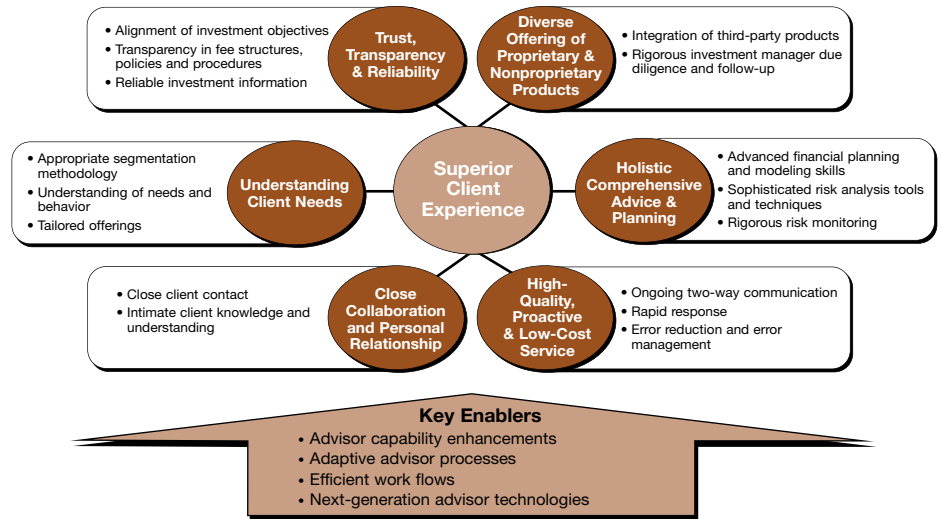 • Alignment of investment objectives
• Transparency in fee structures,
policies and procedures
• Reliable investment information
Trust,
Transparency
& Reliability
Diverse
Offering of
Proprietary &
Nonproprietary
Products
• Integration of third-party products
• Rigorous investment manager due
diligence and follow-up
• Appropriate segmentation
methodology
• Understanding of needs and
behavior
• Tailored offerings
Understanding
Client Needs
Superior
Client
Experience
Holistic
Comprehensive
Advice &
Planning
• Advanced financial planning
and modeling skills
• Sophisticated risk analysis tools
and techniques
• Rigorous risk monitoring
• Close client contact
• Intimate client knowledge and
understanding
Close
Collaboration
and Personal
Relationship
High-
Quality,
Proactive
& Low-Cost
Service
• Ongoing two-way communication
• Rapid response
• Error reduction and error
management
Key Enablers
• Advisor capability enhancements
• Adaptive advisor processes
• Efficient work flows
• Next-generation advisor technologies